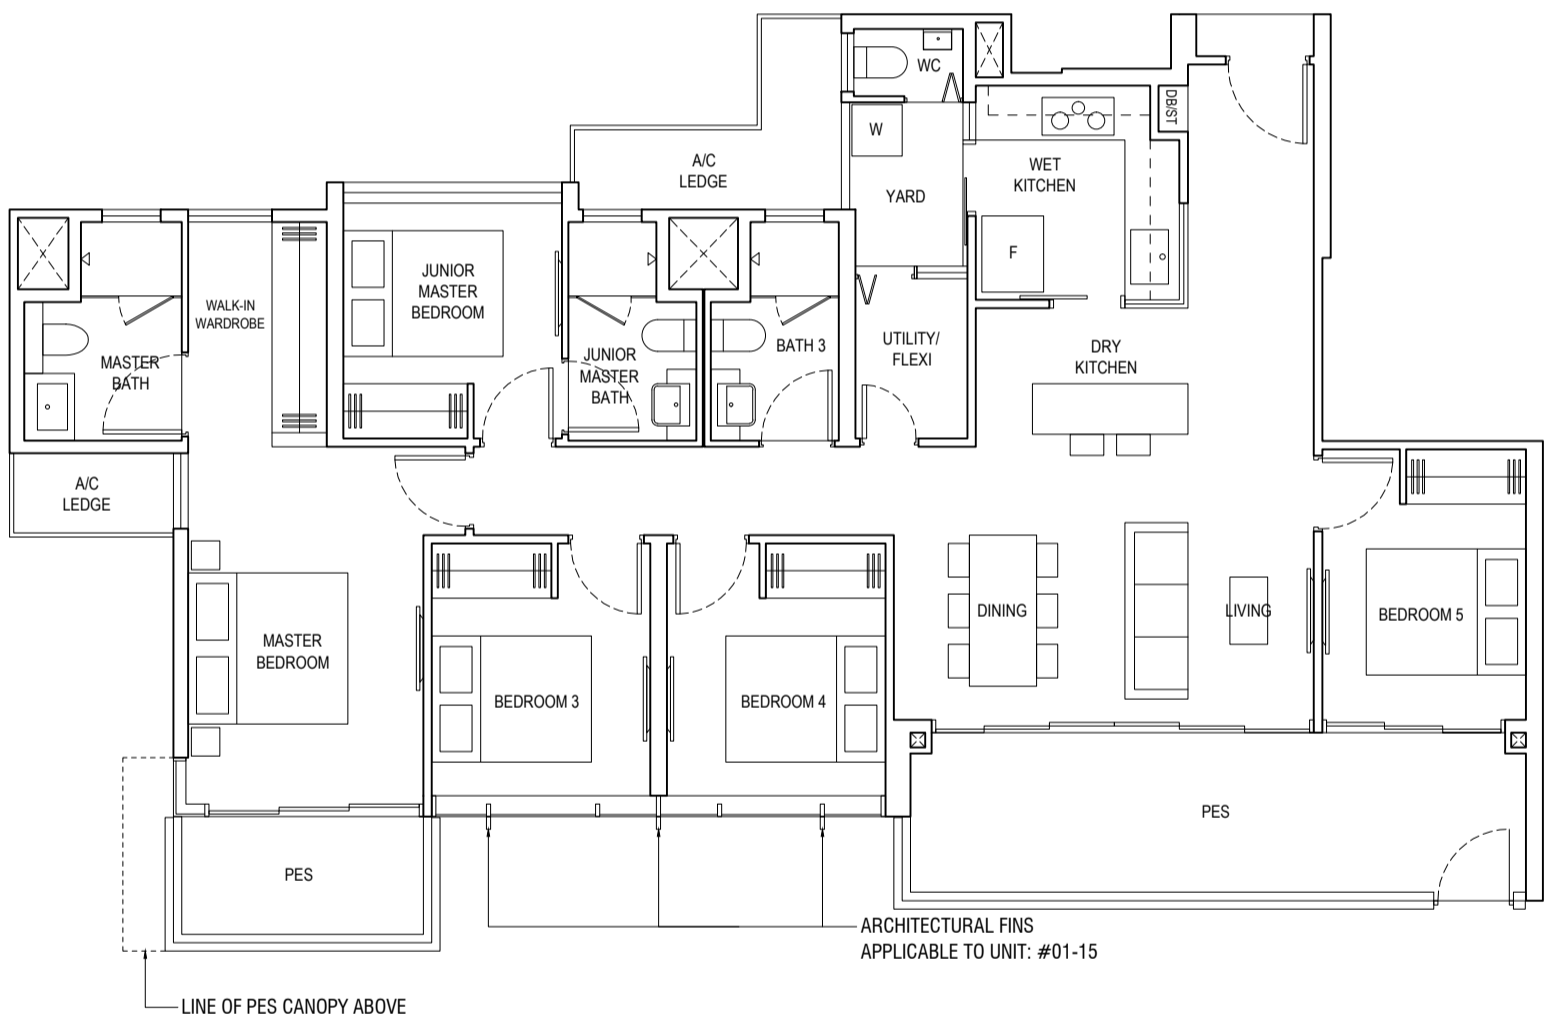 WC
DB/ST
W
A/C
LEDGE
WET
KITCHEN
YARD
F
JUNIOR
MASTER
BEDROOM
WALK-IN
WARDROBE
MASTER
BATH
JUNIOR
MASTER
BATH
BATH 3
UTILITY/
FLEXI
DRY
KITCHEN
A/C
LEDGE
MASTER
BEDROOM
BEDROOM 3
BEDROOM 4
DINING
LIVING
BEDROOM 5
PES
PES
ARCHITECTURAL FINS
APPLICABLE TO UNIT: #01-15
LINE OF PES CANOPY ABOVE